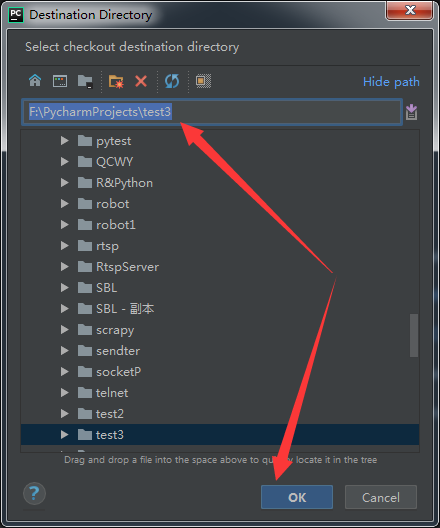 PC
Destination Directory
Select checkout destination directory
Hide path
F:\PycharmProjects\test3
pytest
QCWY
R&Python
robot
robot1
rtsp
RtspServer
SBL
SBL - 副本
scrapy
sendter
socketP
telnet
test2
test3
Drag and drop a file into the space above to quickly locate it in the tree
?
OK
Cancel